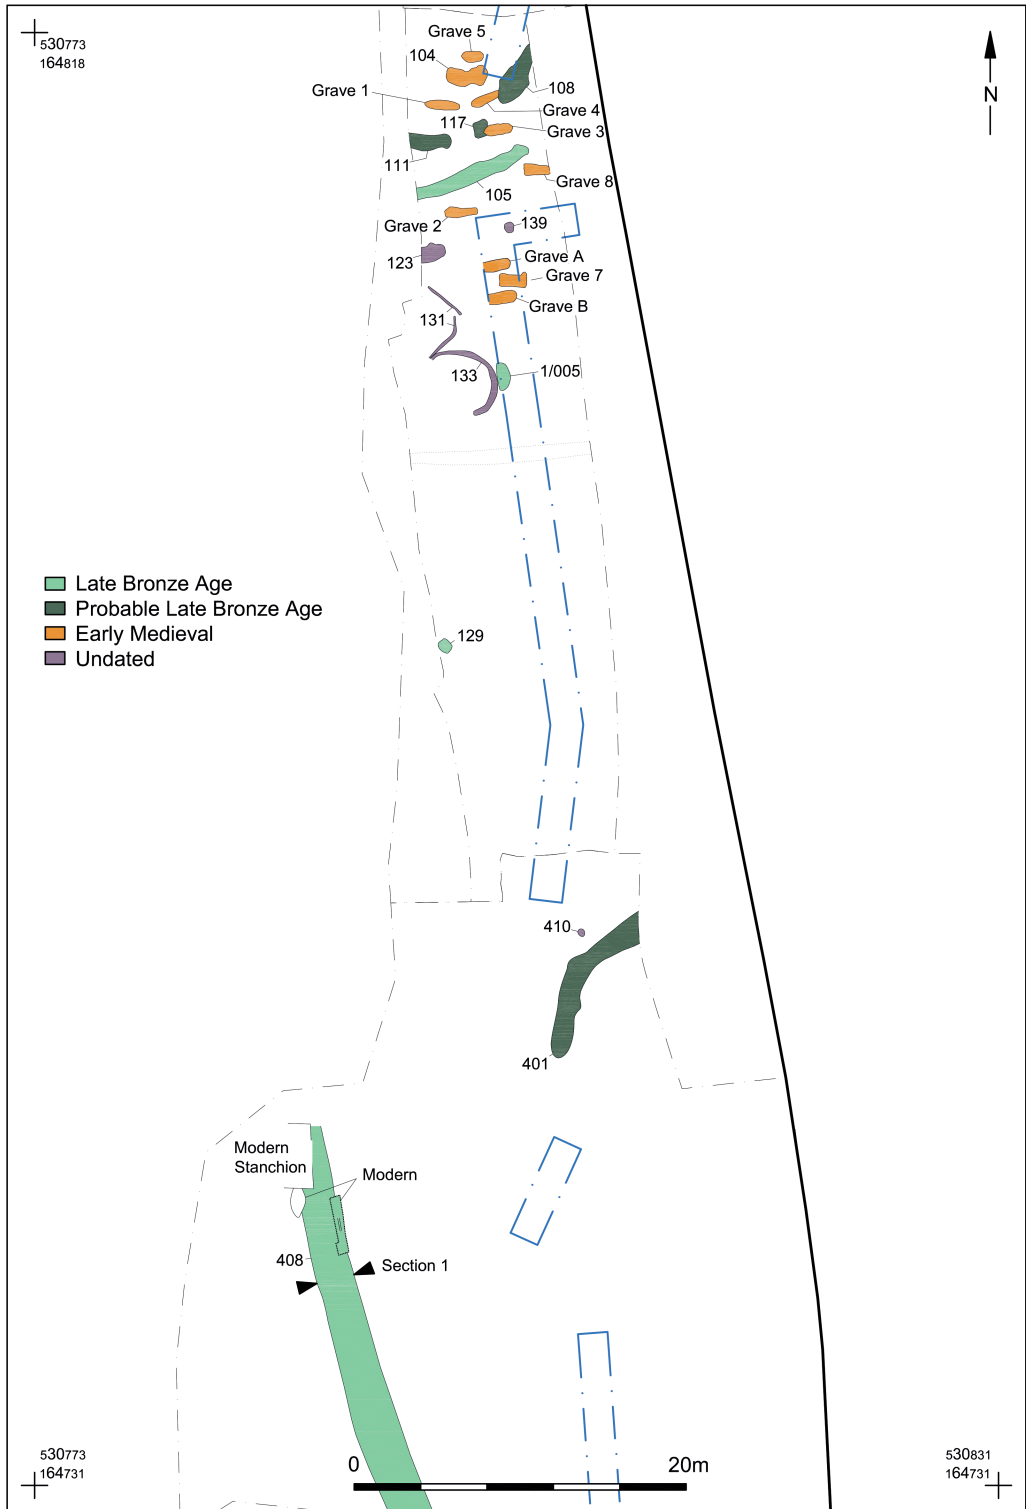 530773
164818
Grave 5
104
Grave 1
108
Grave 4
117
Grave 3
111
Grave 8
105
Grave 2
139
123
Grave A
Grave 7
Grave B
131
133
1/005
N
Late Bronze Age
Probable Late Bronze Age
Early Medieval
Undated
129
410
401
Modern
Stanchion
Modern
408
Section 1
530773
164731
0
20m
530831
164731